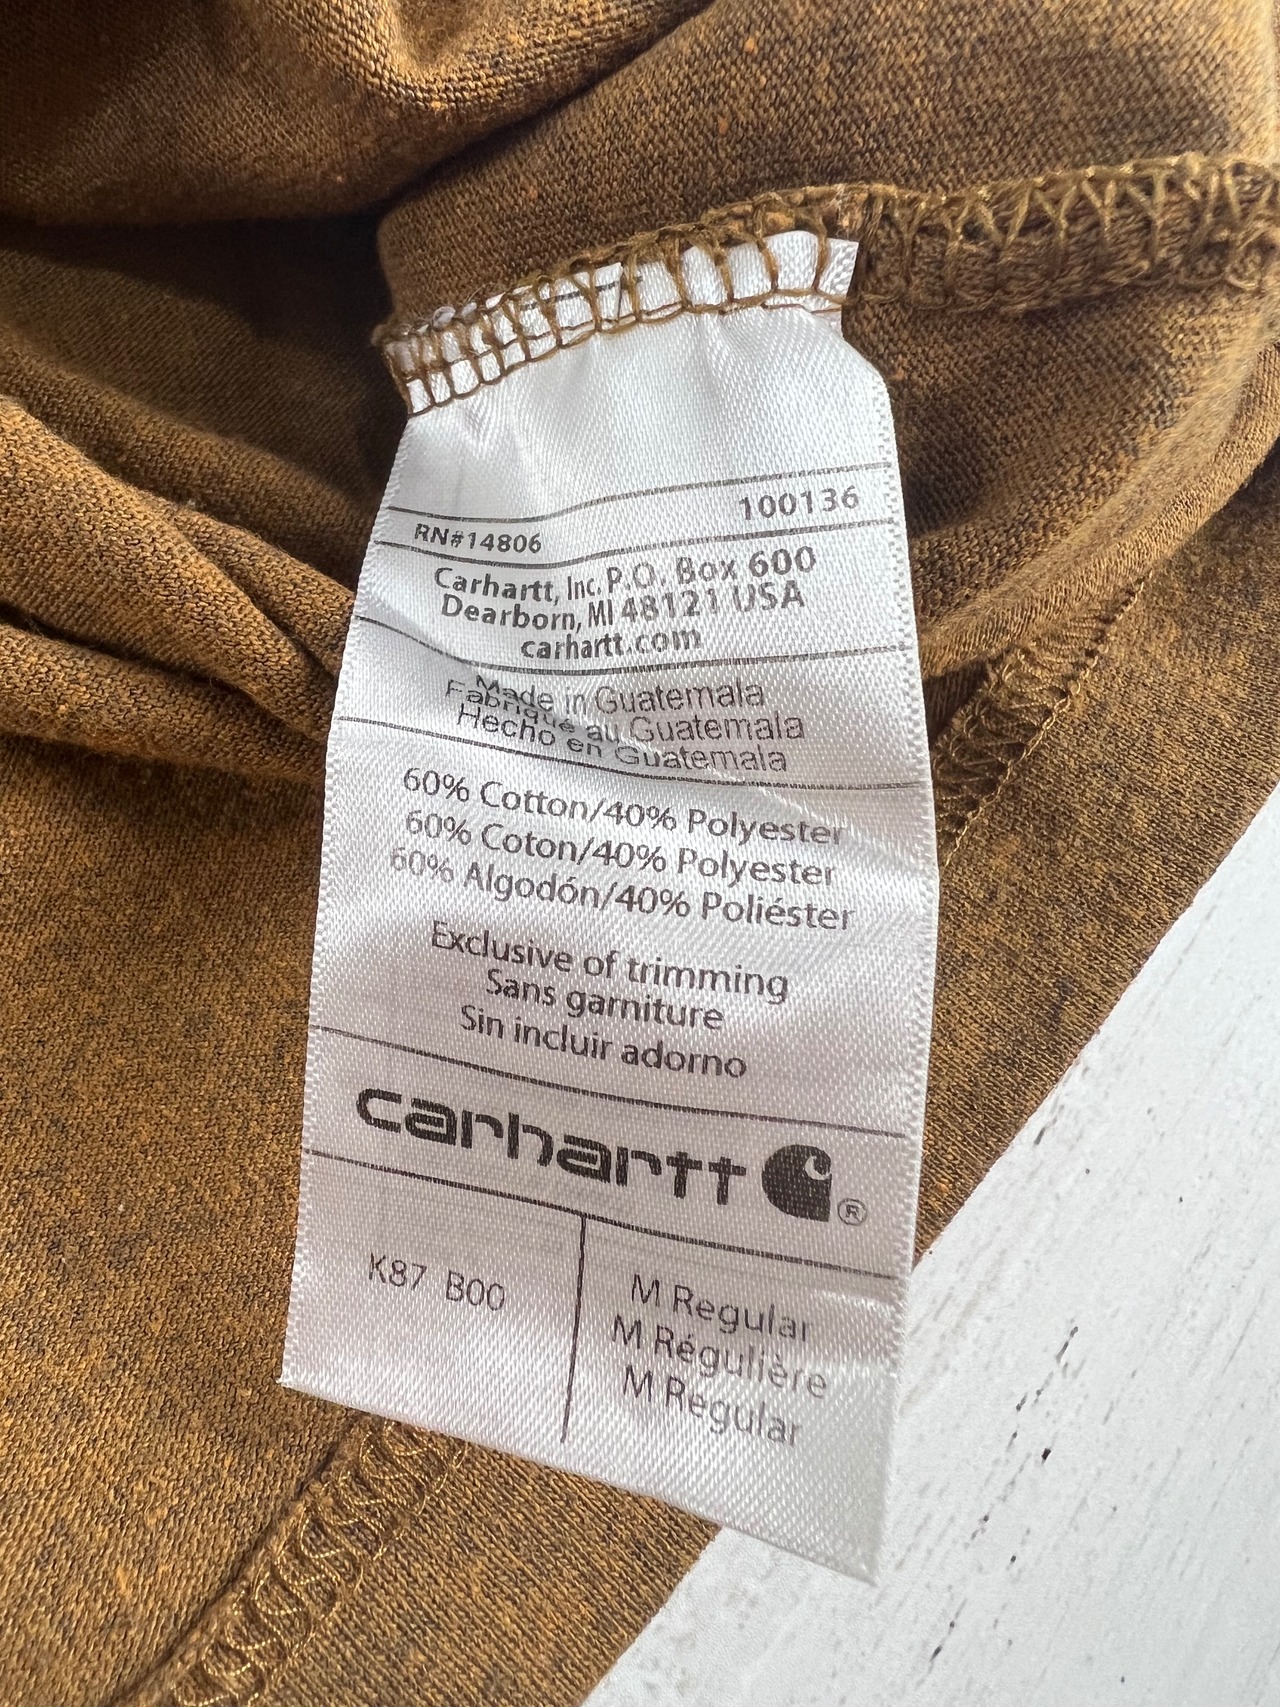 RN#14806 100136
Carhartt, Inc. P.O. Box 600
Dearborn, MI 48121 USA
carhartt.com
Made in Guatemala
Fabriqué au Guatemala
Hecho en Guatemala
60% Cotton/40% Polyester
60% Coton/40% Polyester
60% Algodón/40% Poliéster
Exclusive of trimming
Sans garniture
Sin incluir adorno
carhartt ®
K87 B00
M Regular
M Régulière
M Regular